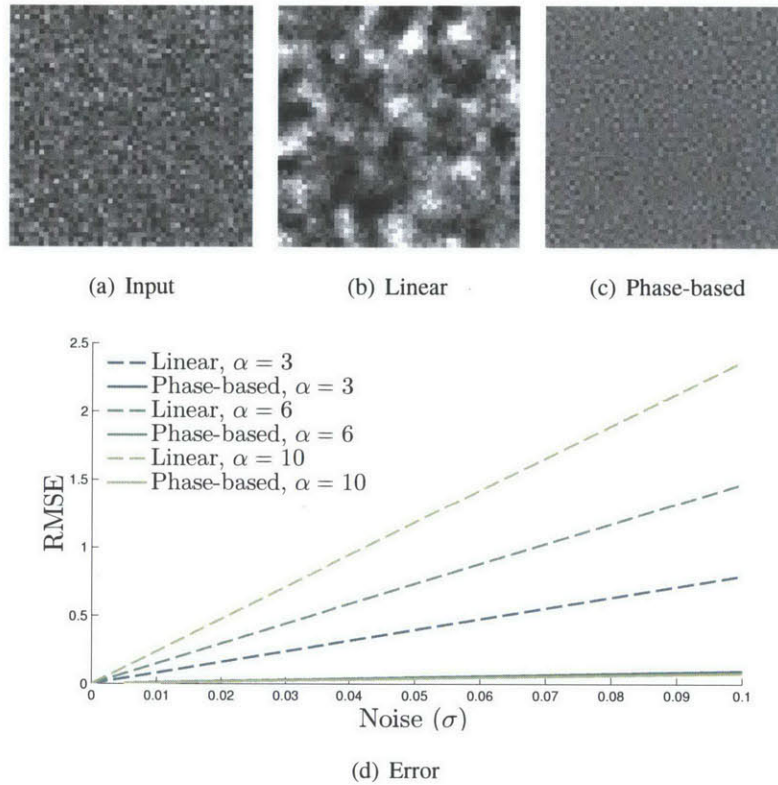 (a) Input
(b) Linear
(c) Phase-based
2.5
2
1.5
1
0.5
0
RMSE
Linear, α = 3
Phase-based, α = 3
Linear, α = 6
Phase-based, α = 6
Linear, α = 10
Phase-based, α = 10
0 0.01 0.02 0.03 0.04 0.05 0.06 0.07 0.08 0.09 0.1
Noise (σ)
(d) Error